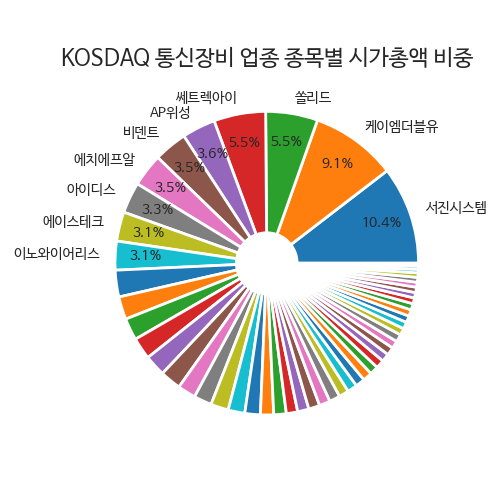 KOSDAQ 통신장비 업종 종목별 시가총액 비중
쎄트렉아이
쏠리드
AP위성
비덴트
케이엠더블유
에치에프알
아이디스
서진시스템
에이스테크
이노와이어리스
5.5%
5.5%
3.6%
9.1%
3.5%
3.5%
3.3%
10.4%
3.1%
3.1%